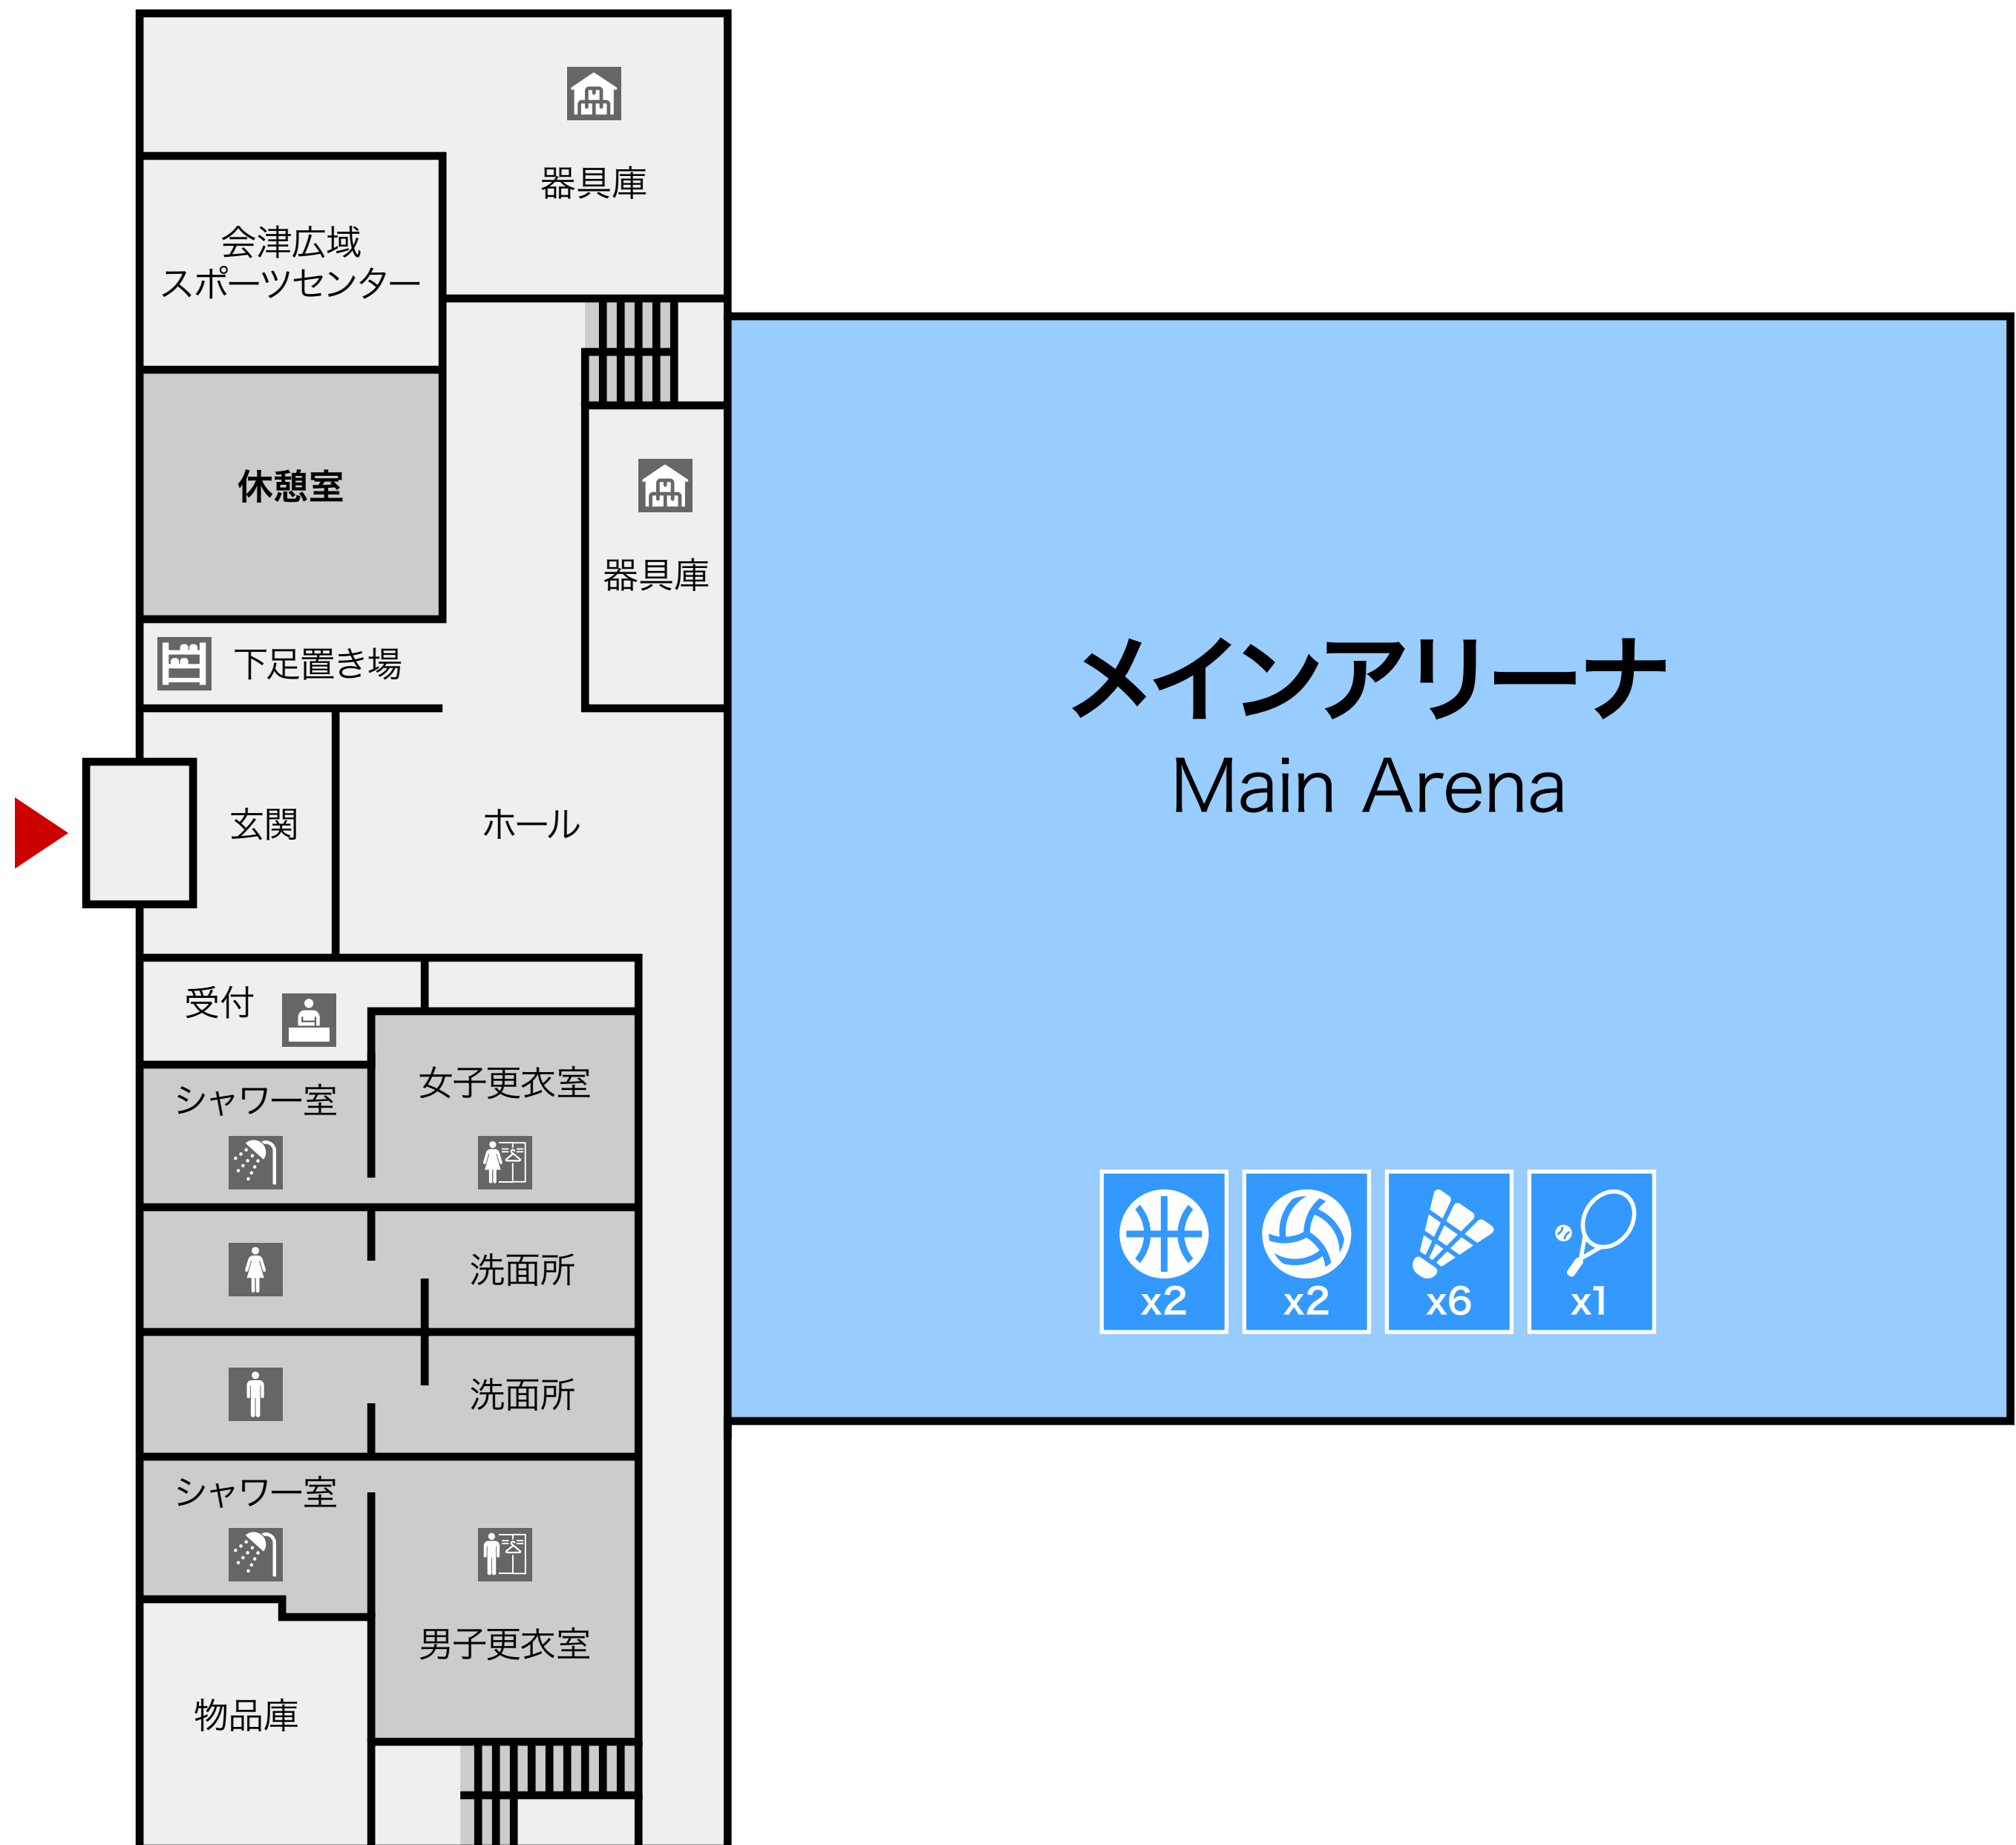 器具庫
会津広域
スポーツセンター
休憩室
器具庫
下足置き場
メインアリーナ
Main Arena
玄関
ホール
受付
女子更衣室
シャワー室
洗面所
x2
x2
x6
x1
洗面所
シャワー室
男子更衣室
物品庫